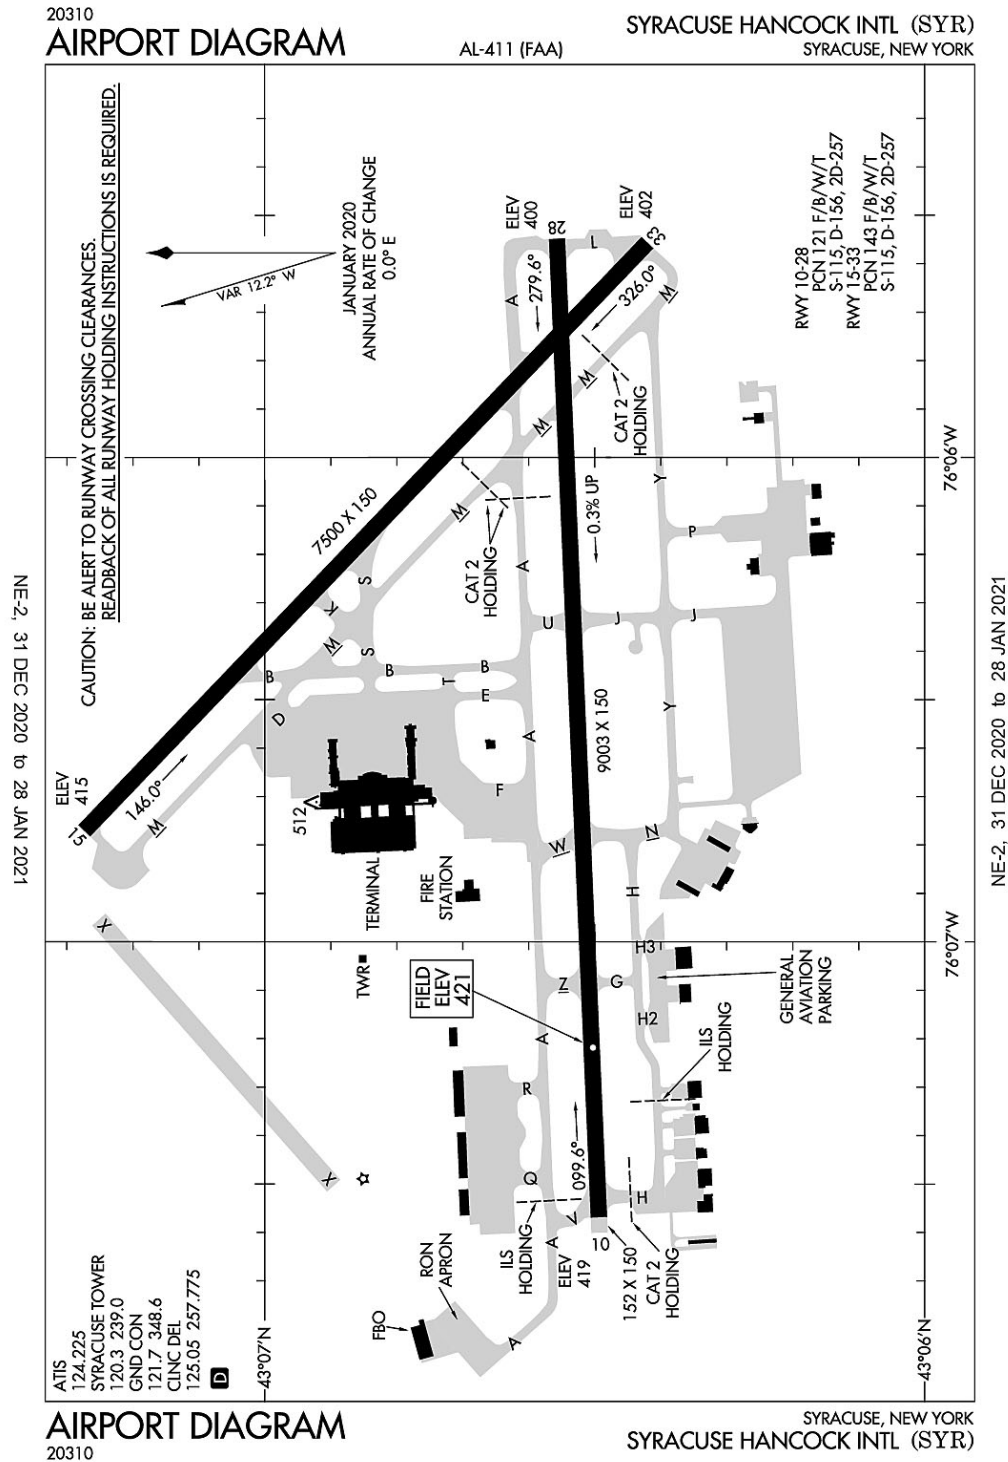 20310
AIRPORT DIAGRAM
AL-411 (FAA)
SYRACUSE HANCOCK INTL (SYR)
SYRACUSE, NEW YORK
CAUTION: BE ALERT TO RUNWAY CROSSING CLEARANCES.
READBACK OF ALL RUNWAY HOLDING INSTRUCTIONS IS REQUIRED.
VAR 12.2° W
JANUARY 2020
ANNUAL RATE OF CHANGE
0.0° E
ELEV
400
28
ELEV
402
33
L
A
279.6°
326.0°
M
RWY 10-28
PCN 121 F/B/W/T
S-115, D-156, 2D-257
RWY 15-33
PCN 143 F/B/W/T
S-115, D-156, 2D-257
M
CAT 2
HOLDING
M
76°06'W
7500 X 150
M
0.3% UP
Y
P
CAT 2
HOLDING
A
S
K
M
S
U
J
J
B
B
B
T
E
D
A
Y
9003 X 150
ELEV
415
15
146.0°
M
512
F
TERMINAL
FIRE
STATION
W
N
H
X
TWR
FIELD
ELEV
421
Z
G
H3
H2
76°07'W
GENERAL
AVIATION
PARKING
A
ILS
HOLDING
R
Q
099.6°
X
ILS
HOLDING
V
A
H
ELEV
419
10
152 X 150
CAT 2
HOLDING
RON
APRON
FBO
A
ATIS
124.225
SYRACUSE TOWER
120.3 239.0
GND CON
121.7 348.6
CLNC DEL
125.05 257.775
D
43°07'N
43°06'N
NE-2, 31 DEC 2020 to 28 JAN 2021
NE-2, 31 DEC 2020 to 28 JAN 2021
AIRPORT DIAGRAM
20310
SYRACUSE, NEW YORK
SYRACUSE HANCOCK INTL (SYR)